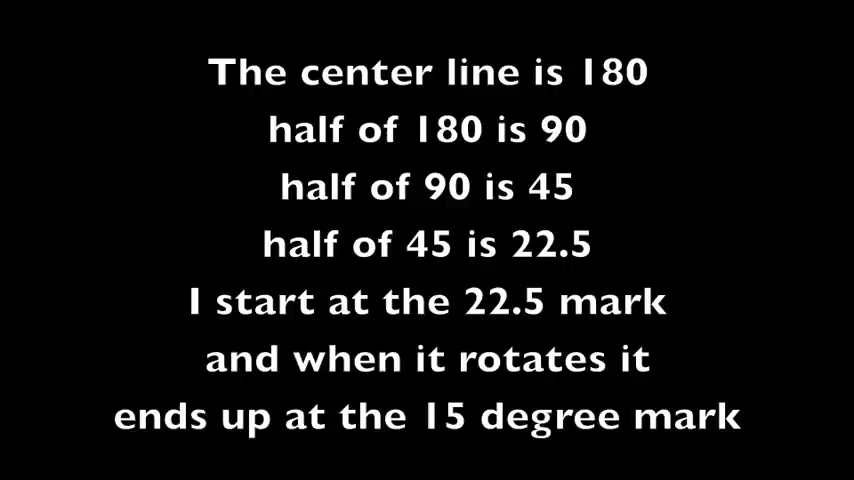 The center line is 180
half of 180 is 90
half of 90 is 45
half of 45 is 22.5
I start at the 22.5 mark
and when it rotates it
ends up at the 15 degree mark